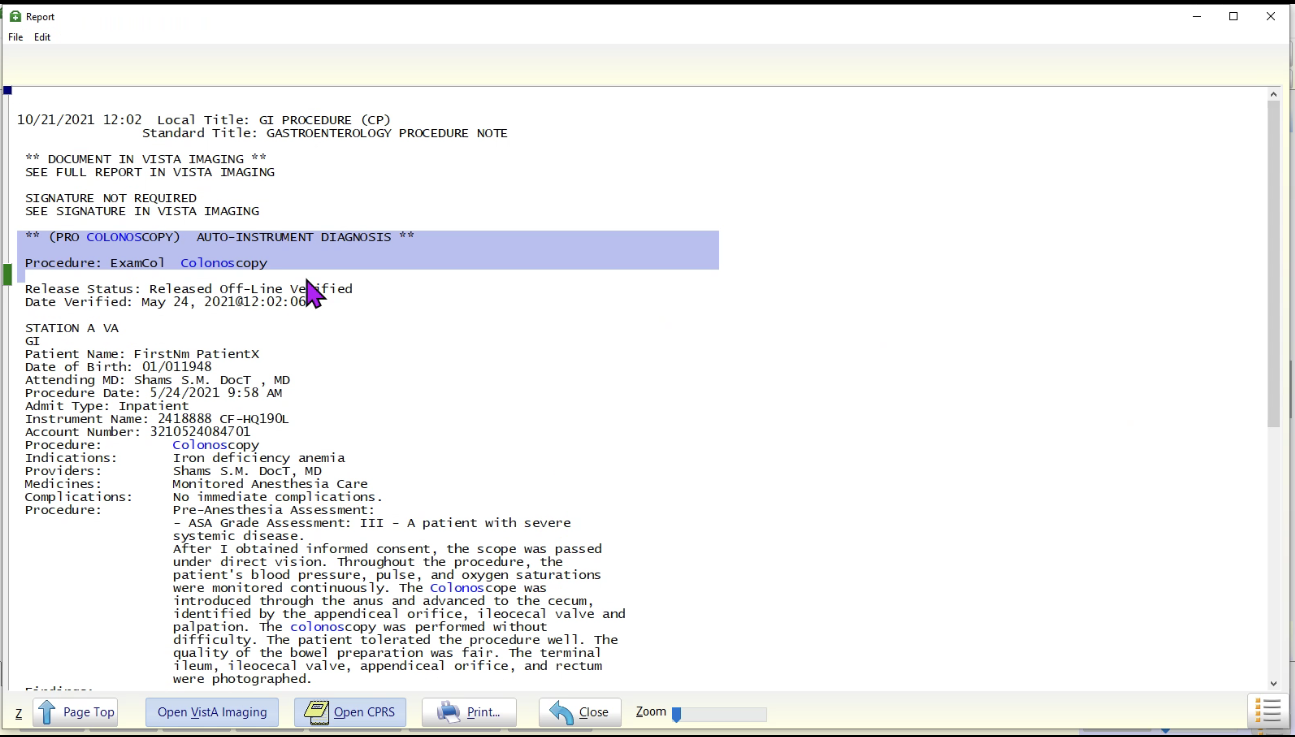 Report
File Edit
10/21/2021 12:02 Local Title: GI PROCEDURE (CP)
Standard Title: GASTROENTEROLOGY PROCEDURE NOTE
** DOCUMENT IN VISTA IMAGING **
SEE FULL REPORT IN VISTA IMAGING
SIGNATURE NOT REQUIRED
SEE SIGNATURE IN VISTA IMAGING
** (PRO COLONOSCOPY) AUTO-INSTRUMENT DIAGNOSIS **
Procedure: ExamCol Colonoscopy
Release Status: Released Off-Line Verified
Date Verified: May 24, 2021@12:02:06
STATION A VA
GI
Patient Name: FirstNm PatientX
Date of Birth: 01/011948
Attending MD: Shams S.M. DocT , MD
Procedure Date: 5/24/2021 9:58 AM
Admit Type: Inpatient
Instrument Name: 2418888 CF-HQ190L
Account Number: 3210524084701
Procedure: Colonoscopy
Indications: Iron deficiency anemia
Providers: Shams S.M. DocT, MD
Medicines: Monitored Anesthesia Care
Complications: No immediate complications.
Procedure: Pre-Anesthesia Assessment:
- ASA Grade Assessment: III - A patient with severe
systemic disease.
After I obtained informed consent, the scope was passed
under direct vision. Throughout the procedure, the
patient's blood pressure, pulse, and oxygen saturations
were monitored continuously. The Colonoscope was
introduced through the anus and advanced to the cecum,
identified by the appendiceal orifice, ileocecal valve and
palpation. The colonoscopy was performed without
difficulty. The patient tolerated the procedure well. The
quality of the bowel preparation was fair. The terminal
ileum, ileocecal valve, appendiceal orifice, and rectum
were photographed.
Findings:
Z Page Top Open VistA Imaging Open CPRS Print... Close Zoom